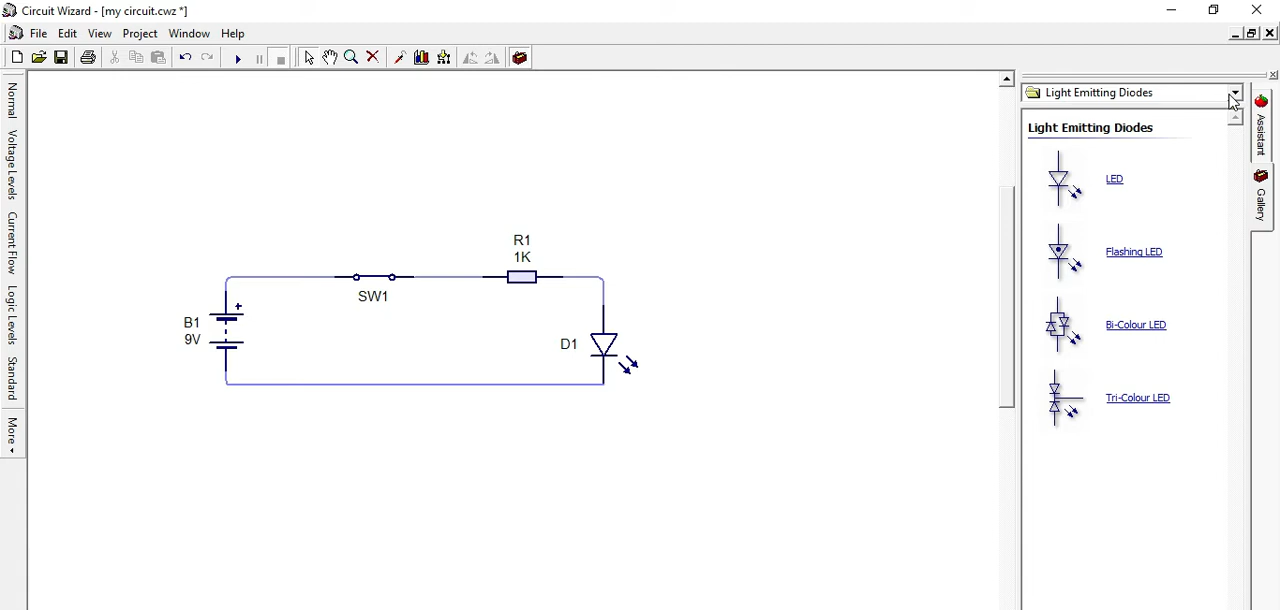 Circuit Wizard - [my circuit.cwz *]
File Edit View Project Window Help
Normal
Voltage Levels
Current Flow
Logic Levels
Standard
More
R1
1K
SW1
B1
9V
+
D1
Light Emitting Diodes
Light Emitting Diodes
LED
Flashing LED
Bi-Colour LED
Tri-Colour LED
Assistant
Gallery